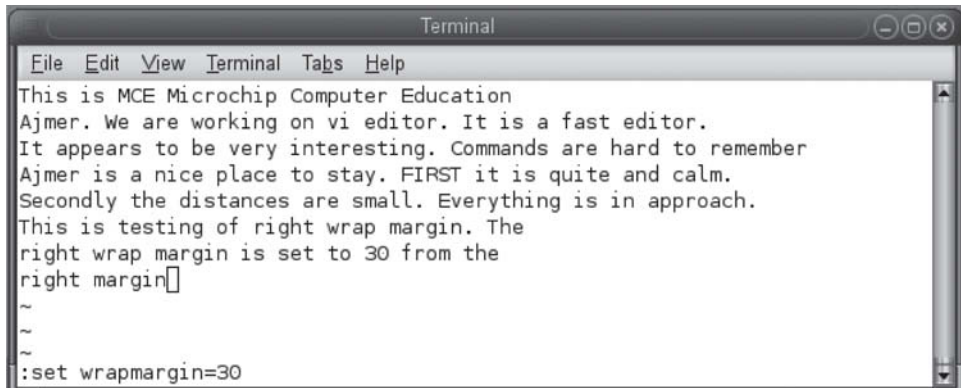 Terminal
File Edit View Terminal Tabs Help
This is MCE Microchip Computer Education
Ajmer. We are working on vi editor. It is a fast editor.
It appears to be very interesting. Commands are hard to remember
Ajmer is a nice place to stay. FIRST it is quite and calm.
Secondly the distances are small. Everything is in approach.
This is testing of right wrap margin. The
right wrap margin is set to 30 from the
right margin
~
~
~
:set wrapmargin=30